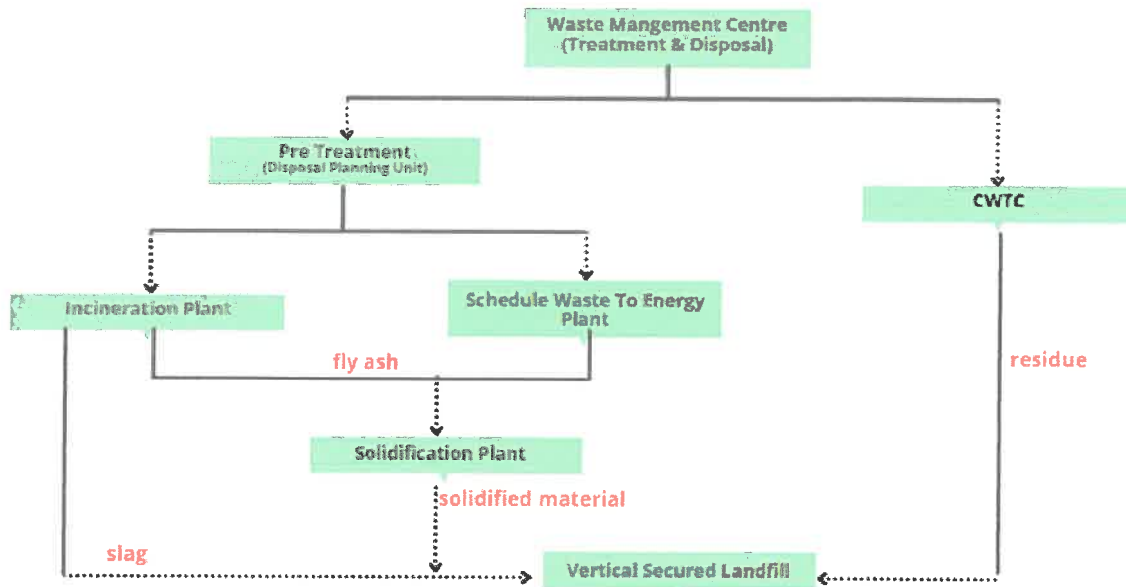 Waste Mangement Centre
(Treatment & Disposal)
Pre Treatment
(Disposal Planning Unit)
CWTC
Incineration Plant
Schedule Waste To Energy
Plant
fly ash
residue
Solidification Plant
solidified material
slag
Vertical Secured Landfill